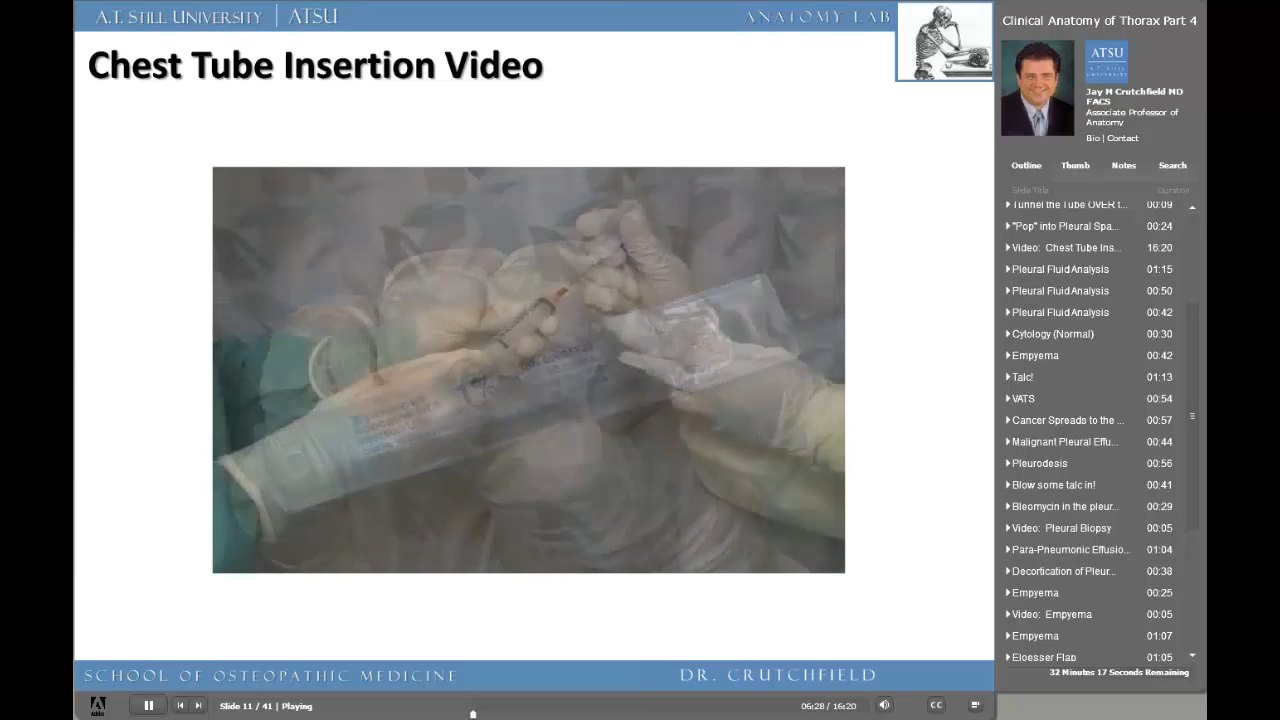 A.T. STILL UNIVERSITY | ATSU
ANATOMY LAB
Chest Tube Insertion Video
SCHOOL OF OSTEOPATHIC MEDICINE
DR. CRUTCHFIELD
Adobe
Slide 11 / 41 | Playing
06:28 / 16:20
CC
Clinical Anatomy of Thorax Part 4
ATSU
A.T. STILL
UNIVERSITY
Jay M Crutchfield MD
FACS
Associate Professor of
Anatomy
Bio | Contact
Outline Thumb Notes Search
Slide Title Duration
Tunnel the Tube OVER t... 00:09
"Pop" into Pleural Spa... 00:24
Video: Chest Tube Ins... 16:20
Pleural Fluid Analysis 01:15
Pleural Fluid Analysis 00:50
Pleural Fluid Analysis 00:42
Cytology (Normal) 00:30
Empyema 00:42
Talc! 01:13
VATS 00:54
Cancer Spreads to the ... 00:57
Malignant Pleural Effu... 00:44
Pleurodesis 00:56
Blow some talc in! 00:41
Bleomycin in the pleur... 00:29
Video: Pleural Biopsy 00:05
Para-Pneumonic Effusio... 01:04
Decortication of Pleur... 00:38
Empyema 00:25
Video: Empyema 00:05
Empyema 01:07
Eloesser Flap 01:05
32 Minutes 17 Seconds Remaining